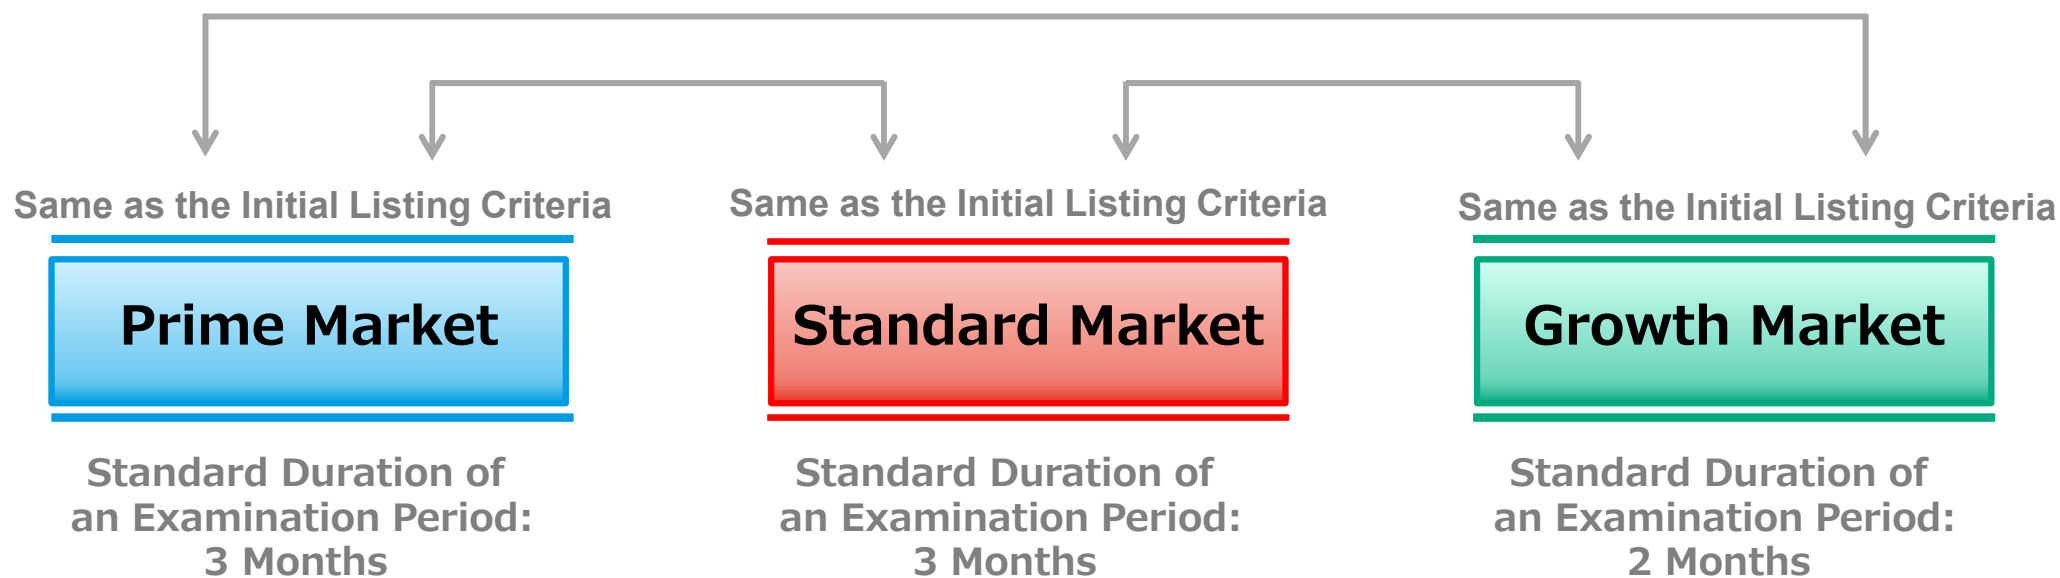 Same as the Initial Listing Criteria
Prime Market
Standard Duration of
an Examination Period:
3 Months
Same as the Initial Listing Criteria
Standard Market
Standard Duration of
an Examination Period:
3 Months
Same as the Initial Listing Criteria
Growth Market
Standard Duration of
an Examination Period:
2 Months